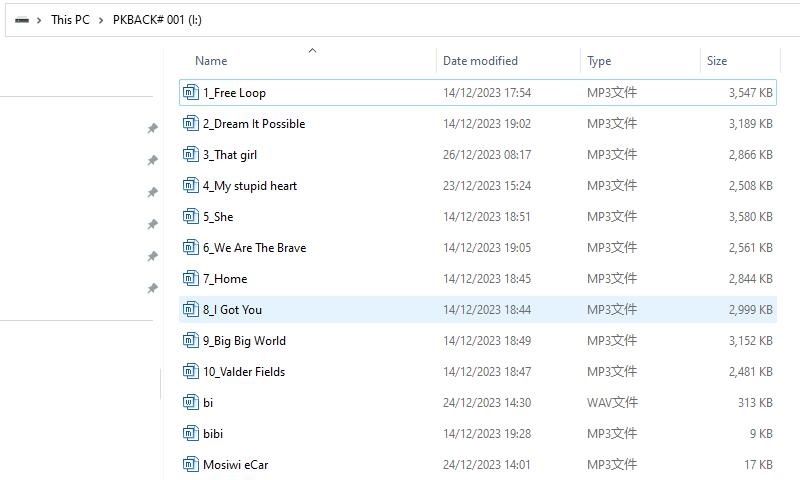 This PC > PKBACK# 001 (I:)
Name Date modified Type Size
1_Free Loop 14/12/2023 17:54 MP3文件 3,547 KB
2_Dream It Possible 14/12/2023 19:02 MP3文件 3,189 KB
3_That girl 26/12/2023 08:17 MP3文件 2,866 KB
4_My stupid heart 23/12/2023 15:24 MP3文件 2,508 KB
5_She 14/12/2023 18:51 MP3文件 3,580 KB
6_We Are The Brave 14/12/2023 19:05 MP3文件 2,561 KB
7_Home 14/12/2023 18:45 MP3文件 2,844 KB
8_I Got You 14/12/2023 18:44 MP3文件 2,999 KB
9_Big Big World 14/12/2023 18:49 MP3文件 3,152 KB
10_Valder Fields 14/12/2023 18:47 MP3文件 2,481 KB
bi 24/12/2023 14:30 WAV文件 313 KB
bibi 14/12/2023 19:28 MP3文件 9 KB
Mosiwi eCar 24/12/2023 14:01 MP3文件 17 KB